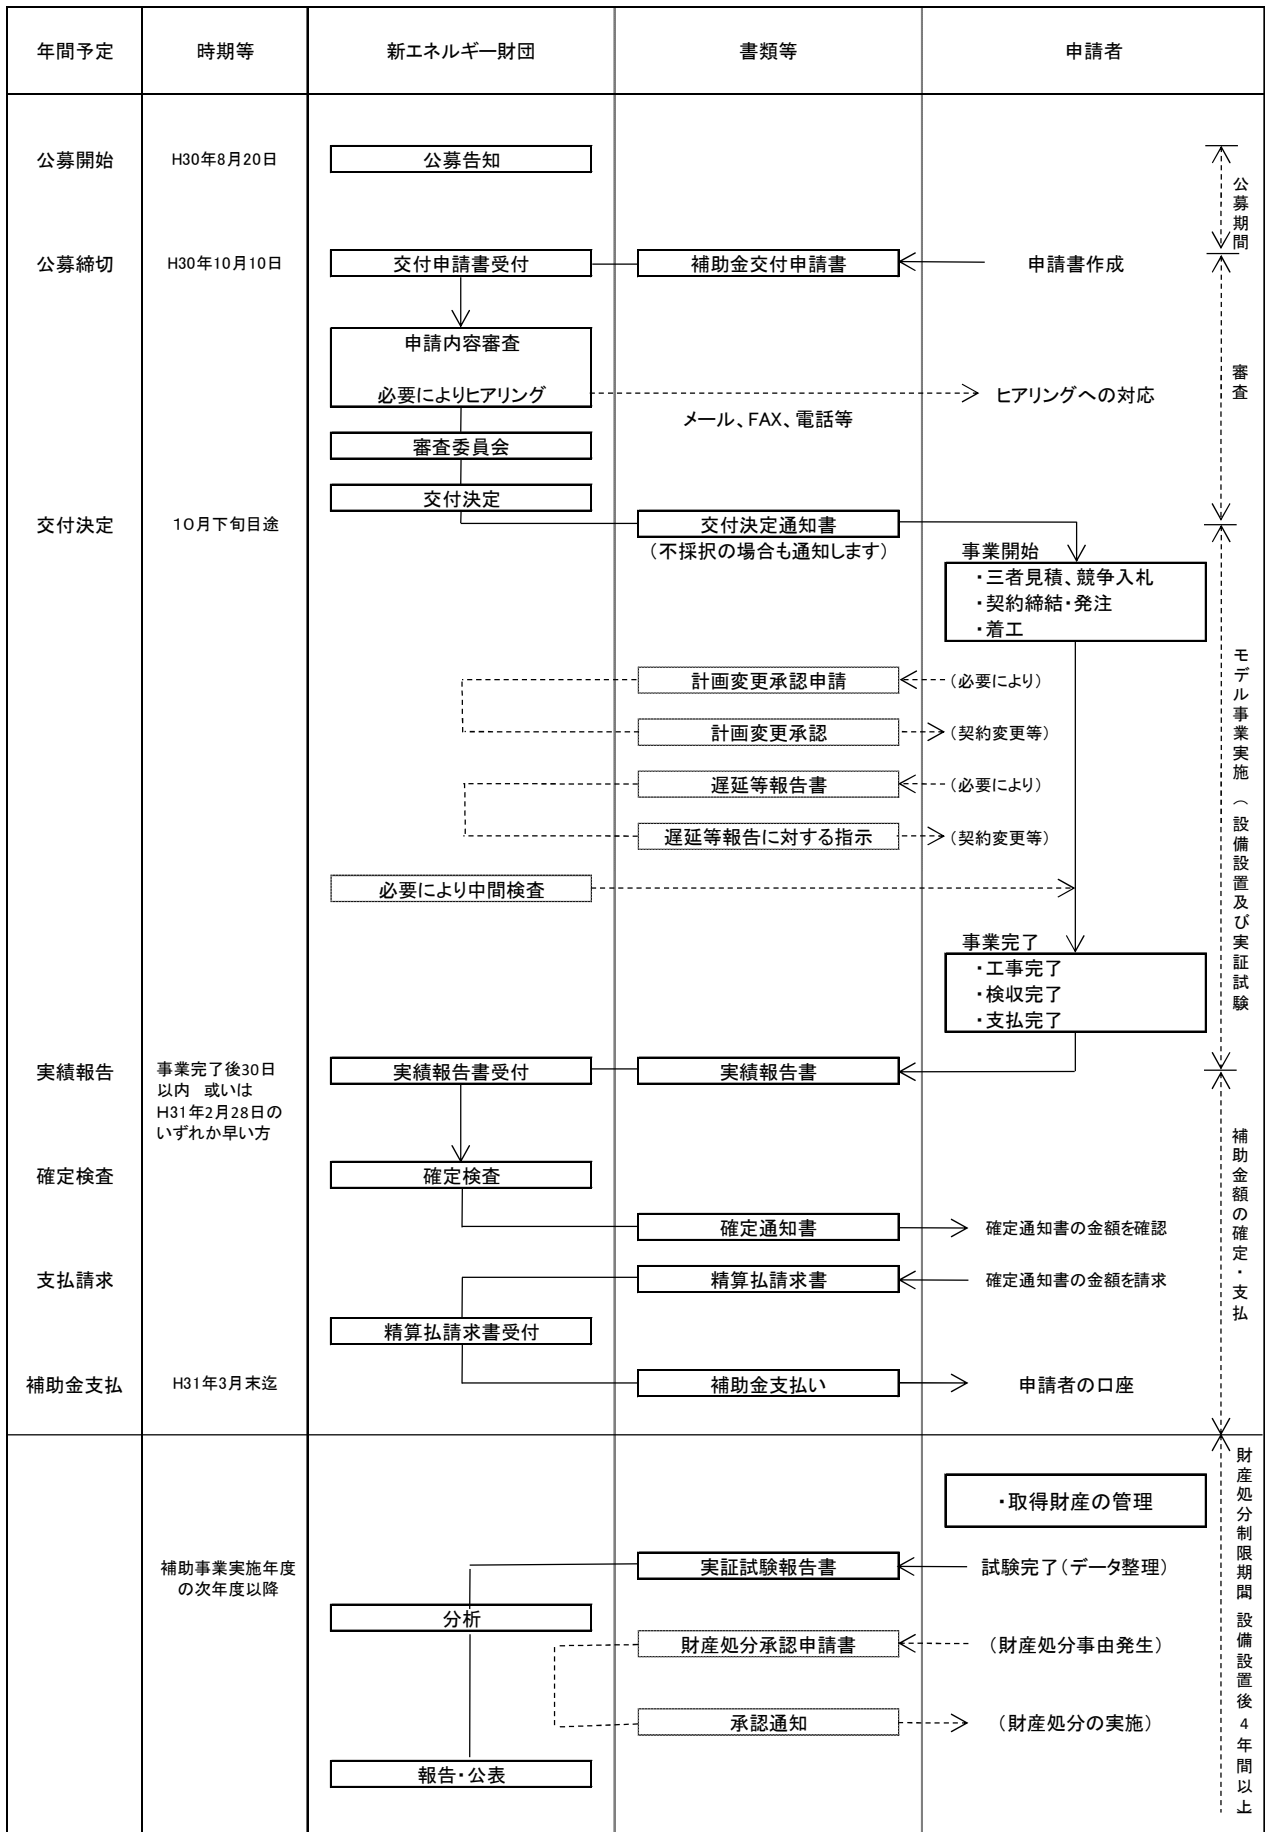 年間予定
時期等
新エネルギー財団
書類等
申請者
公募開始
H30年8月20日
公募告知
公募期間
公募締切
H30年10月10日
交付申請書受付
補助金交付申請書
申請書作成
申請内容審査
必要によりヒアリング
ヒアリングへの対応
審査
メール、FAX、電話等
審査委員会
交付決定
交付決定
10月下旬目途
交付決定通知書
（不採択の場合も通知します）
事業開始
・三者見積、競争入札
・契約締結・発注
・着工
モデル事業実施（設備設置及び実証試験
計画変更承認申請
（必要により）
計画変更承認
（契約変更等）
遅延等報告書
（必要により）
遅延等報告に対する指示
（契約変更等）
必要により中間検査
事業完了
・工事完了
・検収完了
・支払完了
実績報告
事業完了後30日
以内　或いは
H31年2月28日の
いずれか早い方
実績報告書受付
実績報告書
補助金額の確定・支払
確定検査
確定検査
確定通知書
確定通知書の金額を確認
支払請求
精算払請求書
確定通知書の金額を請求
精算払請求書受付
補助金支払
H31年3月末迄
補助金支払い
申請者の口座
財産処分制限期間 設備設置後4年間以上
・取得財産の管理
補助事業実施年度
の次年度以降
実証試験報告書
試験完了（データ整理）
分析
財産処分承認申請書
（財産処分事由発生）
承認通知
（財産処分の実施）
報告・公表